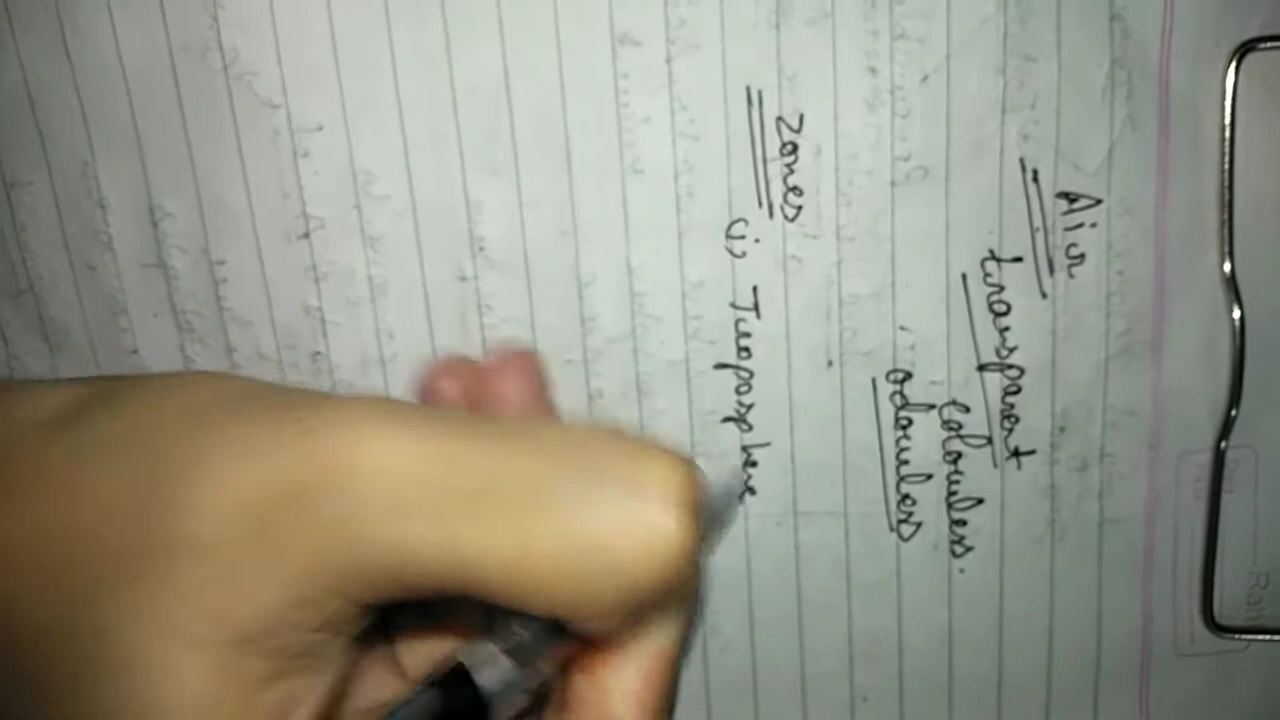 Air
transparent
colourless.
odourless
Zones
(i) Troposphere